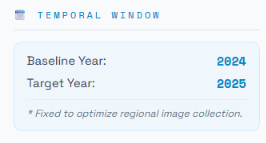 TEMPORAL WINDOW
Baseline Year: 2024
Target Year: 2025
* Fixed to optimize regional image collection.